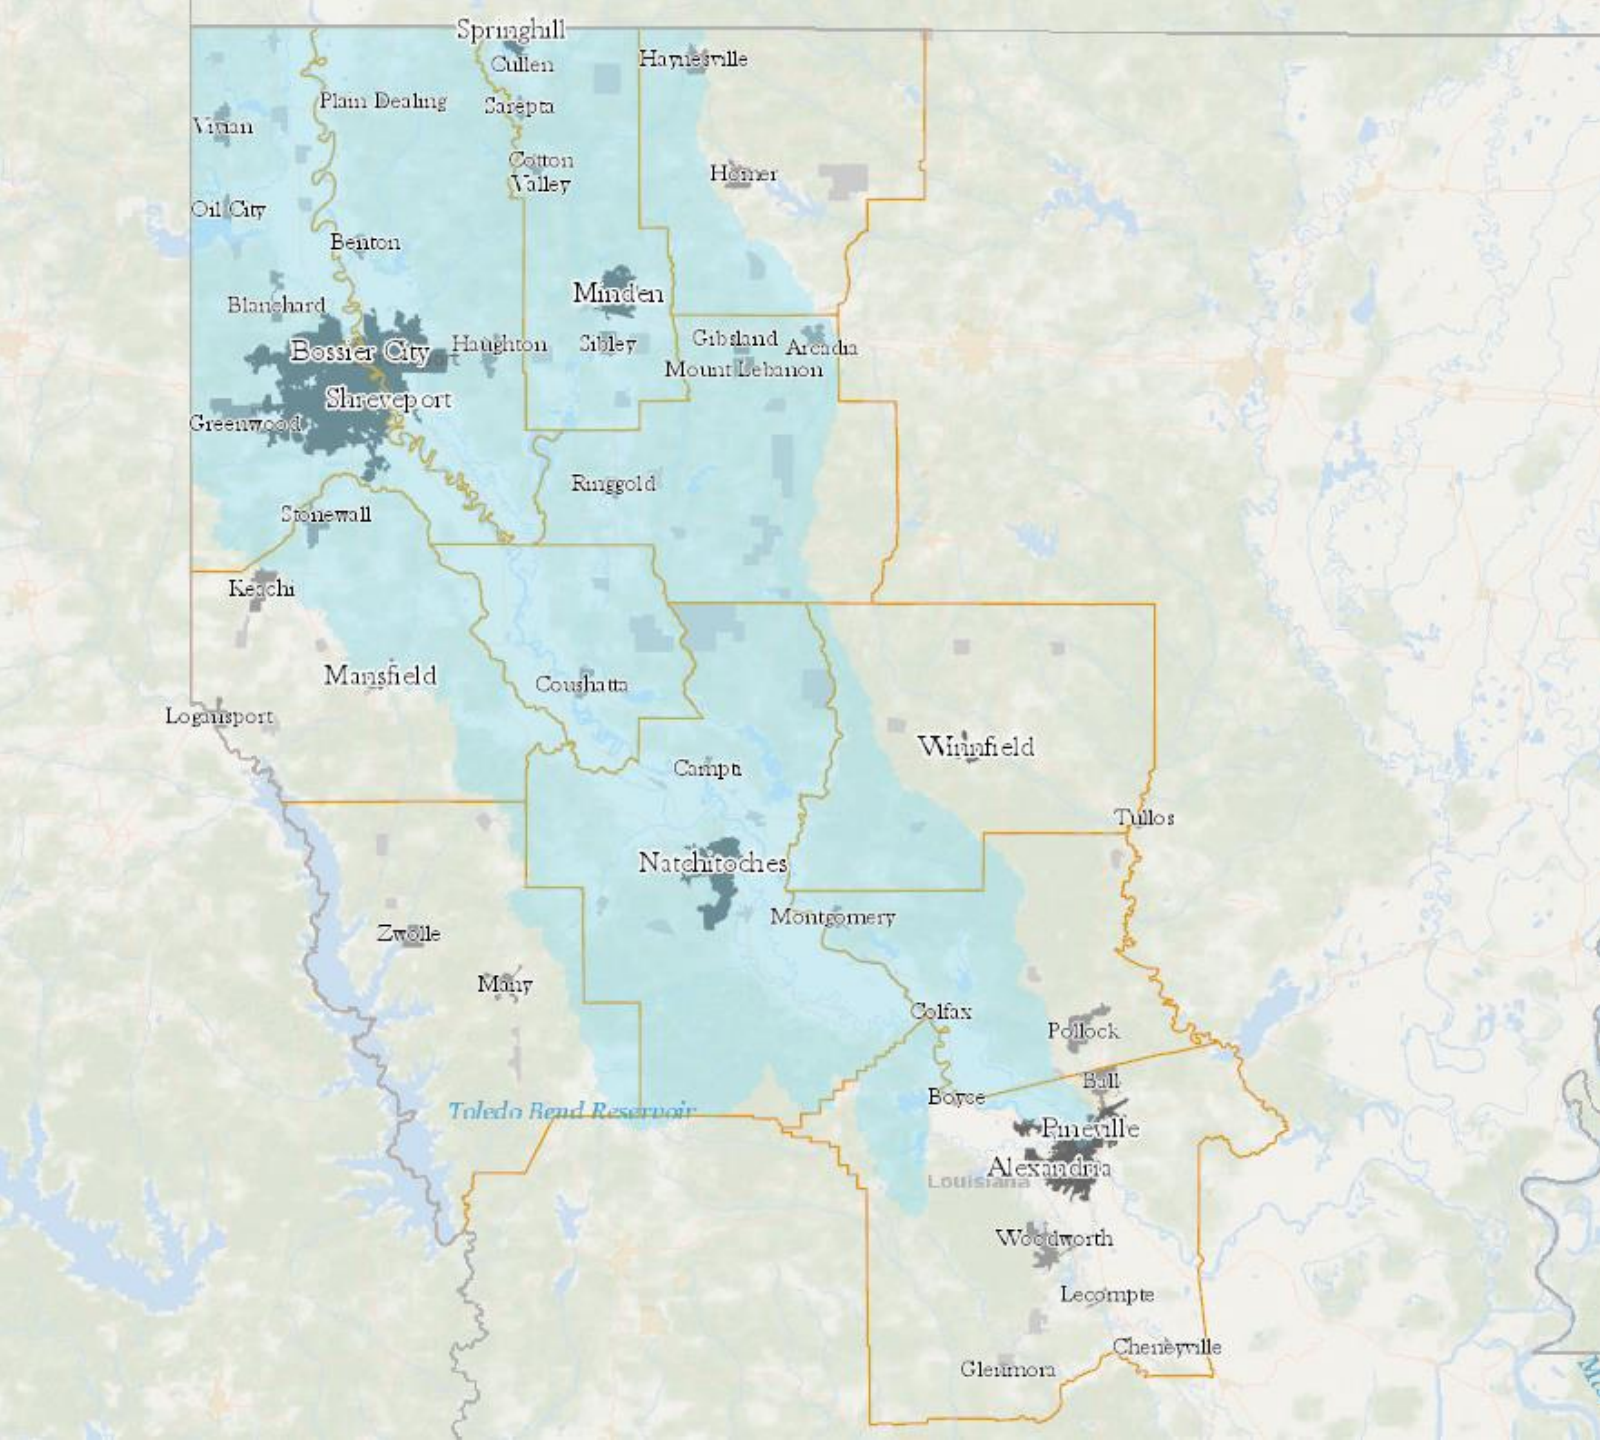 Springhill
Haynesville
Cullen
Plain Dealing
Sarepta
Vivian
Cotton
Valley
Homer
Oil City
Benton
Minden
Blanchard
Gibsland
Haughton
Sibley
Arcadia
Bossier City
Mount Lebanon
Shreveport
Greenwood
Ringgold
Stonewall
Keachi
Mansfield
Coushatta
Logansport
Winnfield
Campti
Tullos
Natchitoches
Montgomery
Zwolle
Many
Colfax
Pollock
Ball
Boyce
Toledo Bend Reservoir
Pineville
Alexandria
Louisiana
Woodworth
Lecompte
Cheneyville
Glenmora